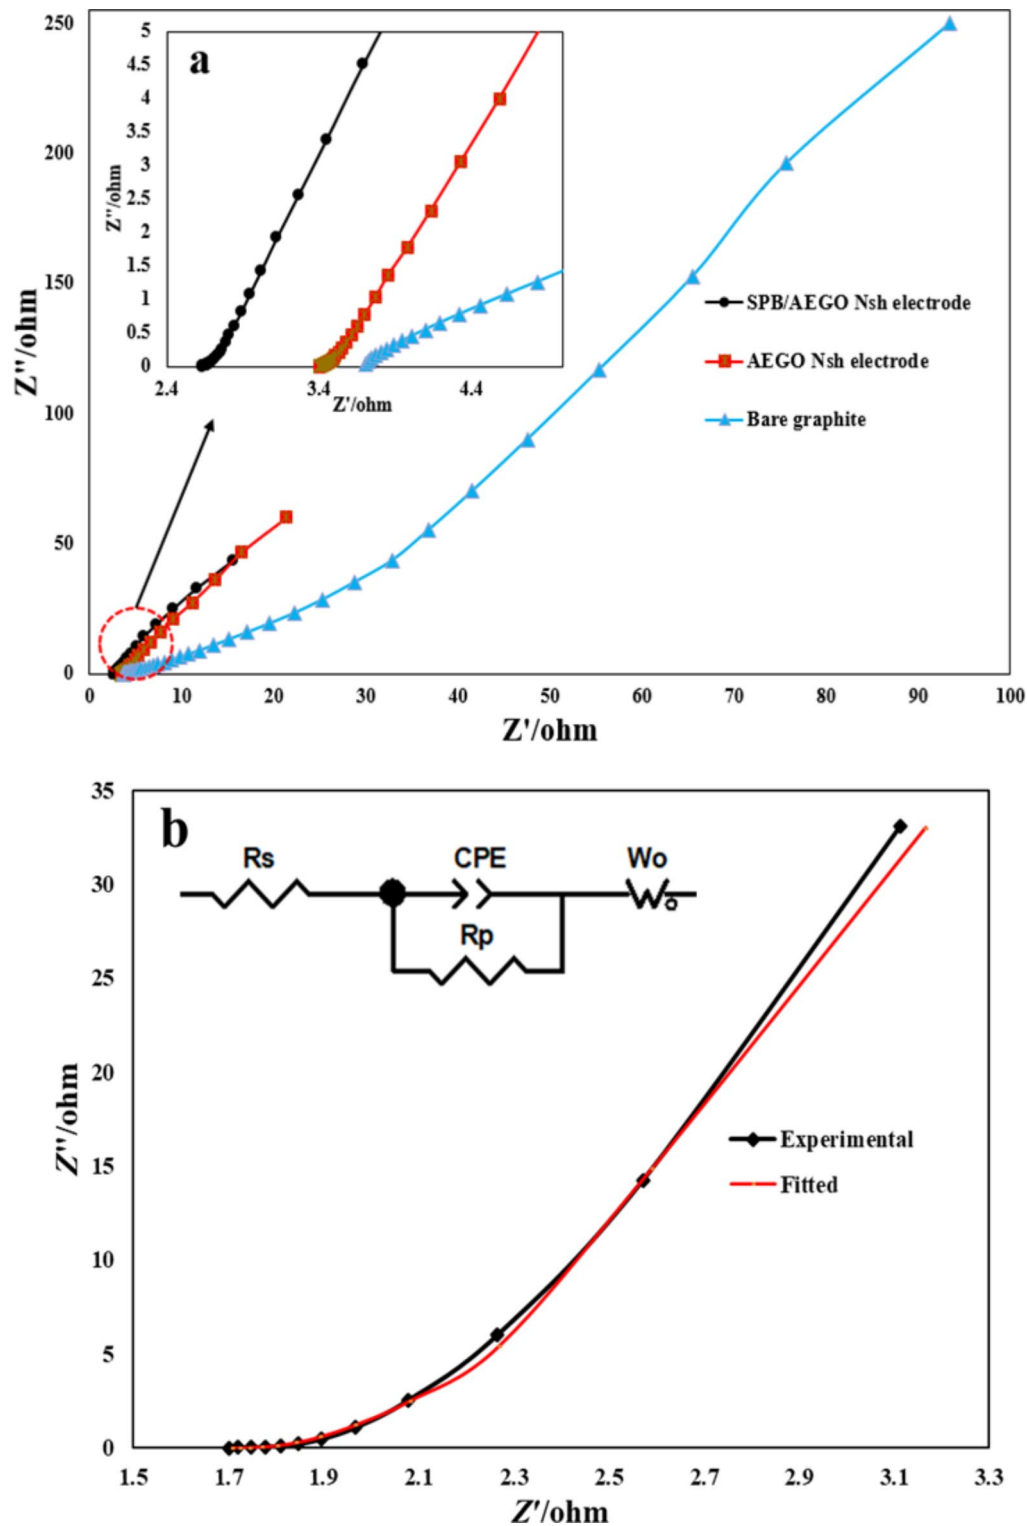 250
200
150
100
50
0
Z''/ohm
a
5
4.5
4
3.5
3
2.5
2
1.5
1
0.5
0
Z''/ohm
2.4
3.4
4.4
Z'/ohm
SPB/AEGO Nsh electrode
AEGO Nsh electrode
Bare graphite
0 10 20 30 40 50 60 70 80 90 100
Z'/ohm
35
30
25
20
15
10
5
0
Z''/ohm
b
Rs
CPE
Wo
Rp
Experimental
Fitted
1.5 1.7 1.9 2.1 2.3 2.5 2.7 2.9 3.1 3.3
Z'/ohm